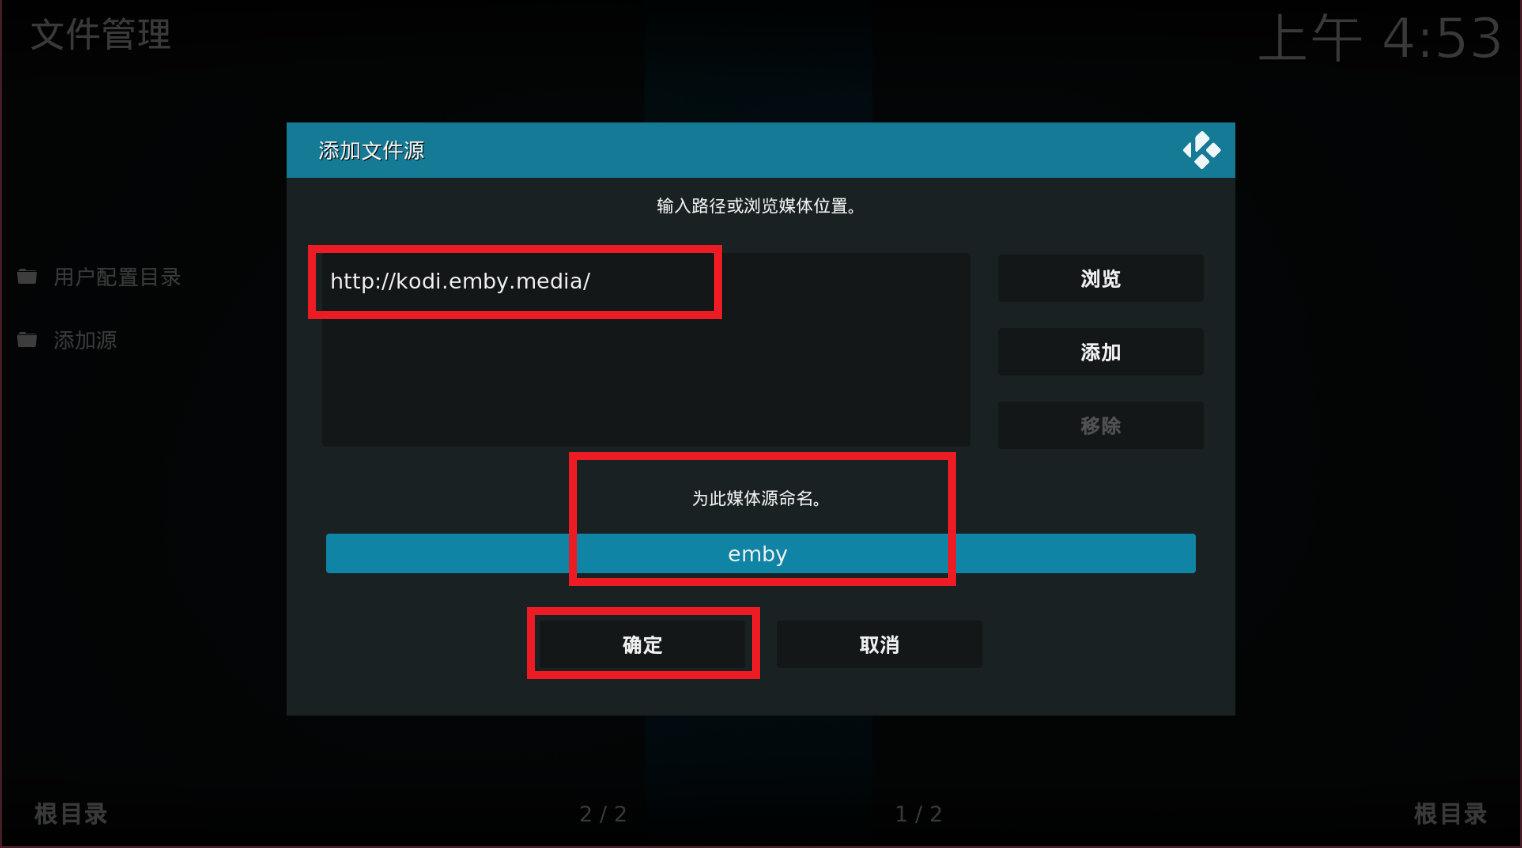 文件管理
上午 4:53
添加文件源
输入路径或浏览媒体位置。
http://kodi.emby.media/
浏览
添加
移除
用户配置目录
添加源
为此媒体源命名。
emby
确定
取消
根目录
2 / 2
1 / 2
根目录